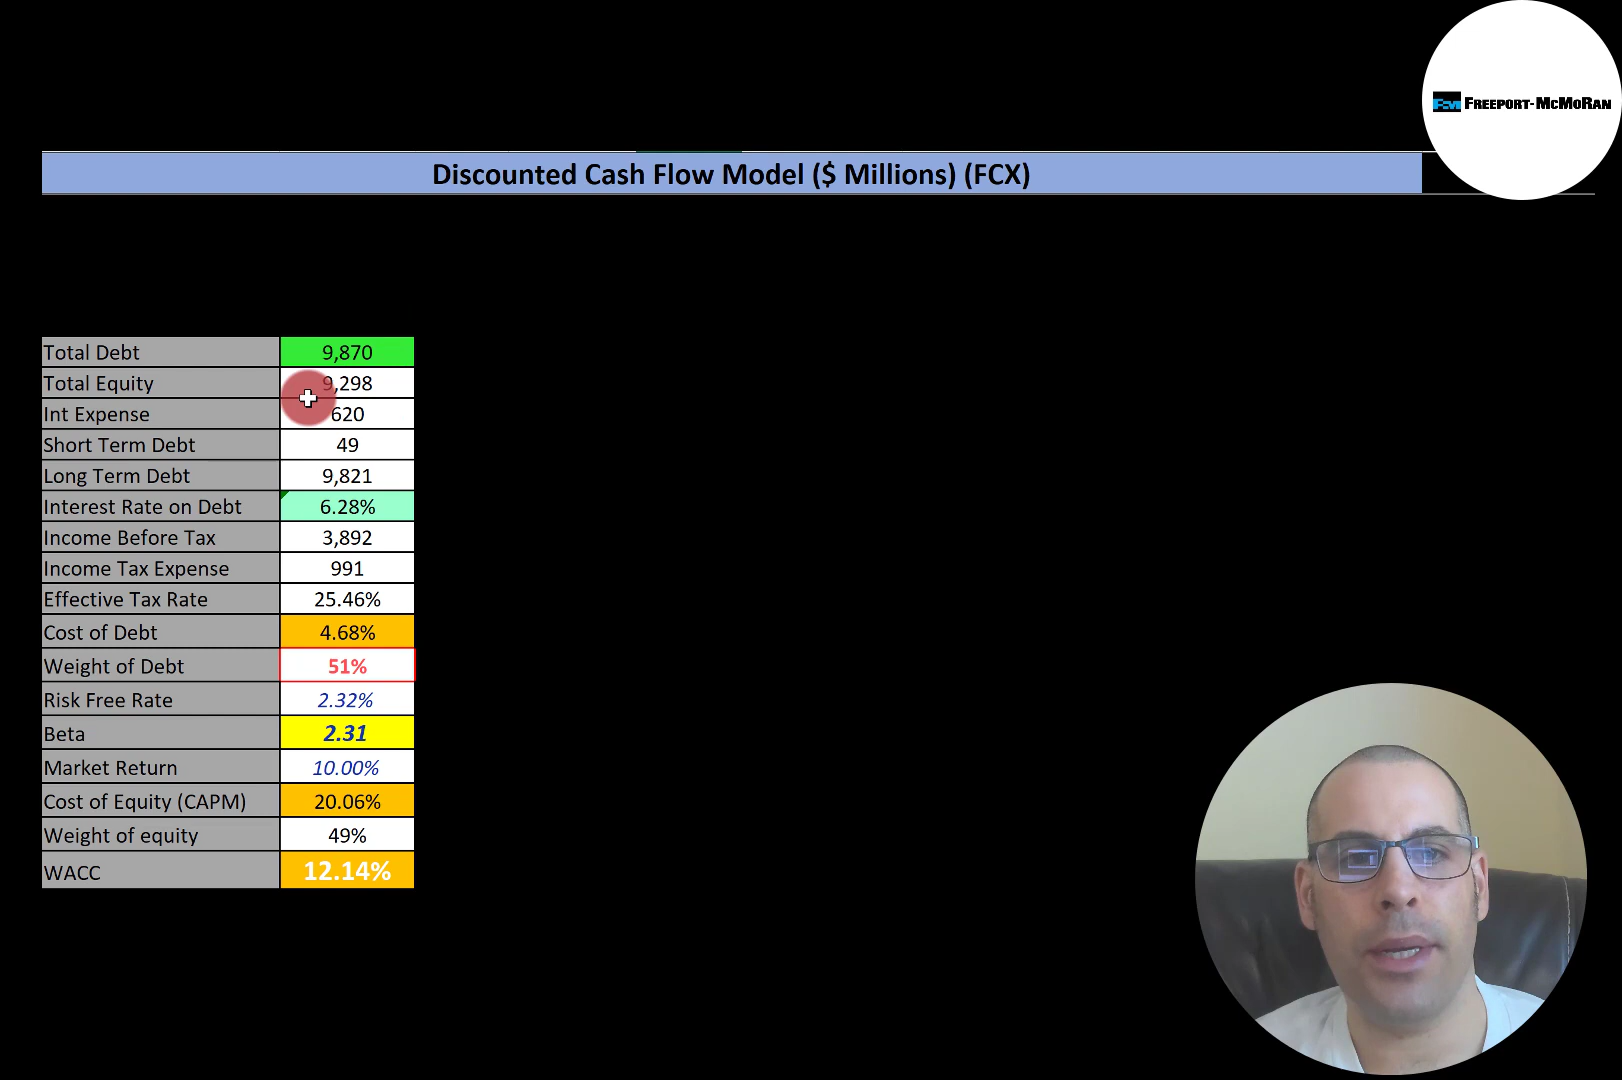 FREEPORT-MCMORAN
Discounted Cash Flow Model ($ Millions) (FCX)
Total Debt 9,870
Total Equity 9,298
Int Expense 620
Short Term Debt 49
Long Term Debt 9,821
Interest Rate on Debt 6.28%
Income Before Tax 3,892
Income Tax Expense 991
Effective Tax Rate 25.46%
Cost of Debt 4.68%
Weight of Debt 51%
Risk Free Rate 2.32%
Beta 2.31
Market Return 10.00%
Cost of Equity (CAPM) 20.06%
Weight of equity 49%
WACC 12.14%